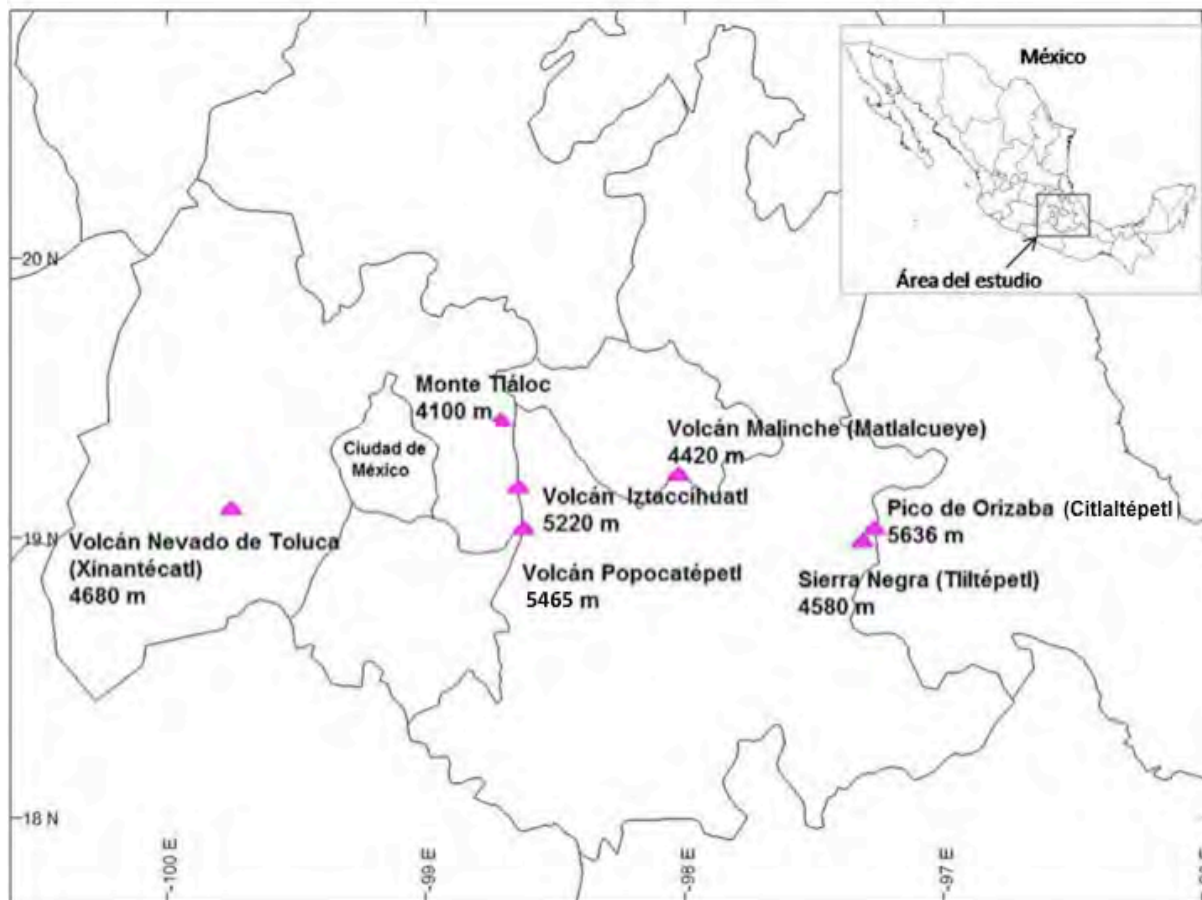 México
Área del estudio
20 N
Monte Tláloc
4100 m
Ciudad de
México
Volcán Malinche (Matlalcueye)
4420 m
Volcán Iztaccihuatl
5220 m
Pico de Orizaba (Citlaltépetl)
5636 m
19 N
Volcán Nevado de Toluca
(Xinantécatl)
4680 m
Volcán Popocatépetl
5465 m
Sierra Negra (Tliltépetl)
4580 m
18 N
-100 E
-99 E
-98 E
-97 E